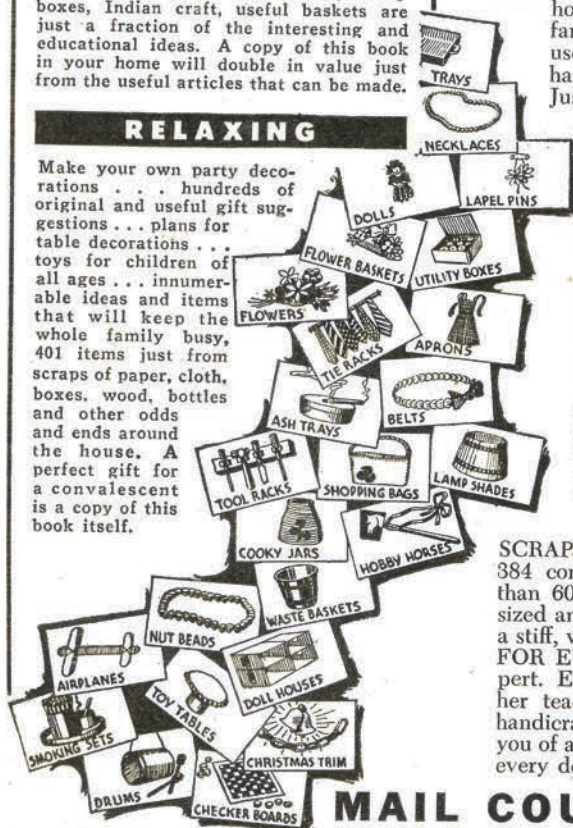 boxes, Indian craft, useful baskets are
just a fraction of the interesting and
educational ideas. A copy of this book
in your home will double in value just
from the useful articles that can be made.
RELAXING
Make your own party deco-
rations . . . hundreds of
original and useful gift sug-
gestions . . . plans for
table decorations . . .
toys for children of
all ages . . . innumer-
able ideas and items
that will keep the
whole family busy,
401 items just from
scraps of paper, cloth,
boxes, wood, bottles
and other odds
and ends around
the house. A
perfect gift for
a convalescent
is a copy of this
book itself.
TRAYS
NECKLACES
DOLLS
LAPEL PINS
FLOWER BASKETS
UTILITY BOXES
FLOWERS
TIE RACKS
APRONS
ASH TRAYS
BELTS
TOOL RACKS
SHOPPING BAGS
LAMP SHADES
COOKY JARS
HOBBY HORSES
WASTE BASKETS
NUT BEADS
AIRPLANES
TOY TABLES
DOLL HOUSES
SMOKING SETS
CHRISTMAS TRIM
DRUMS
CHECKER BOARDS
SCRAP
384
than 60
sized
a stiff,
FOR
pert.
her
you of a
every
MAIL